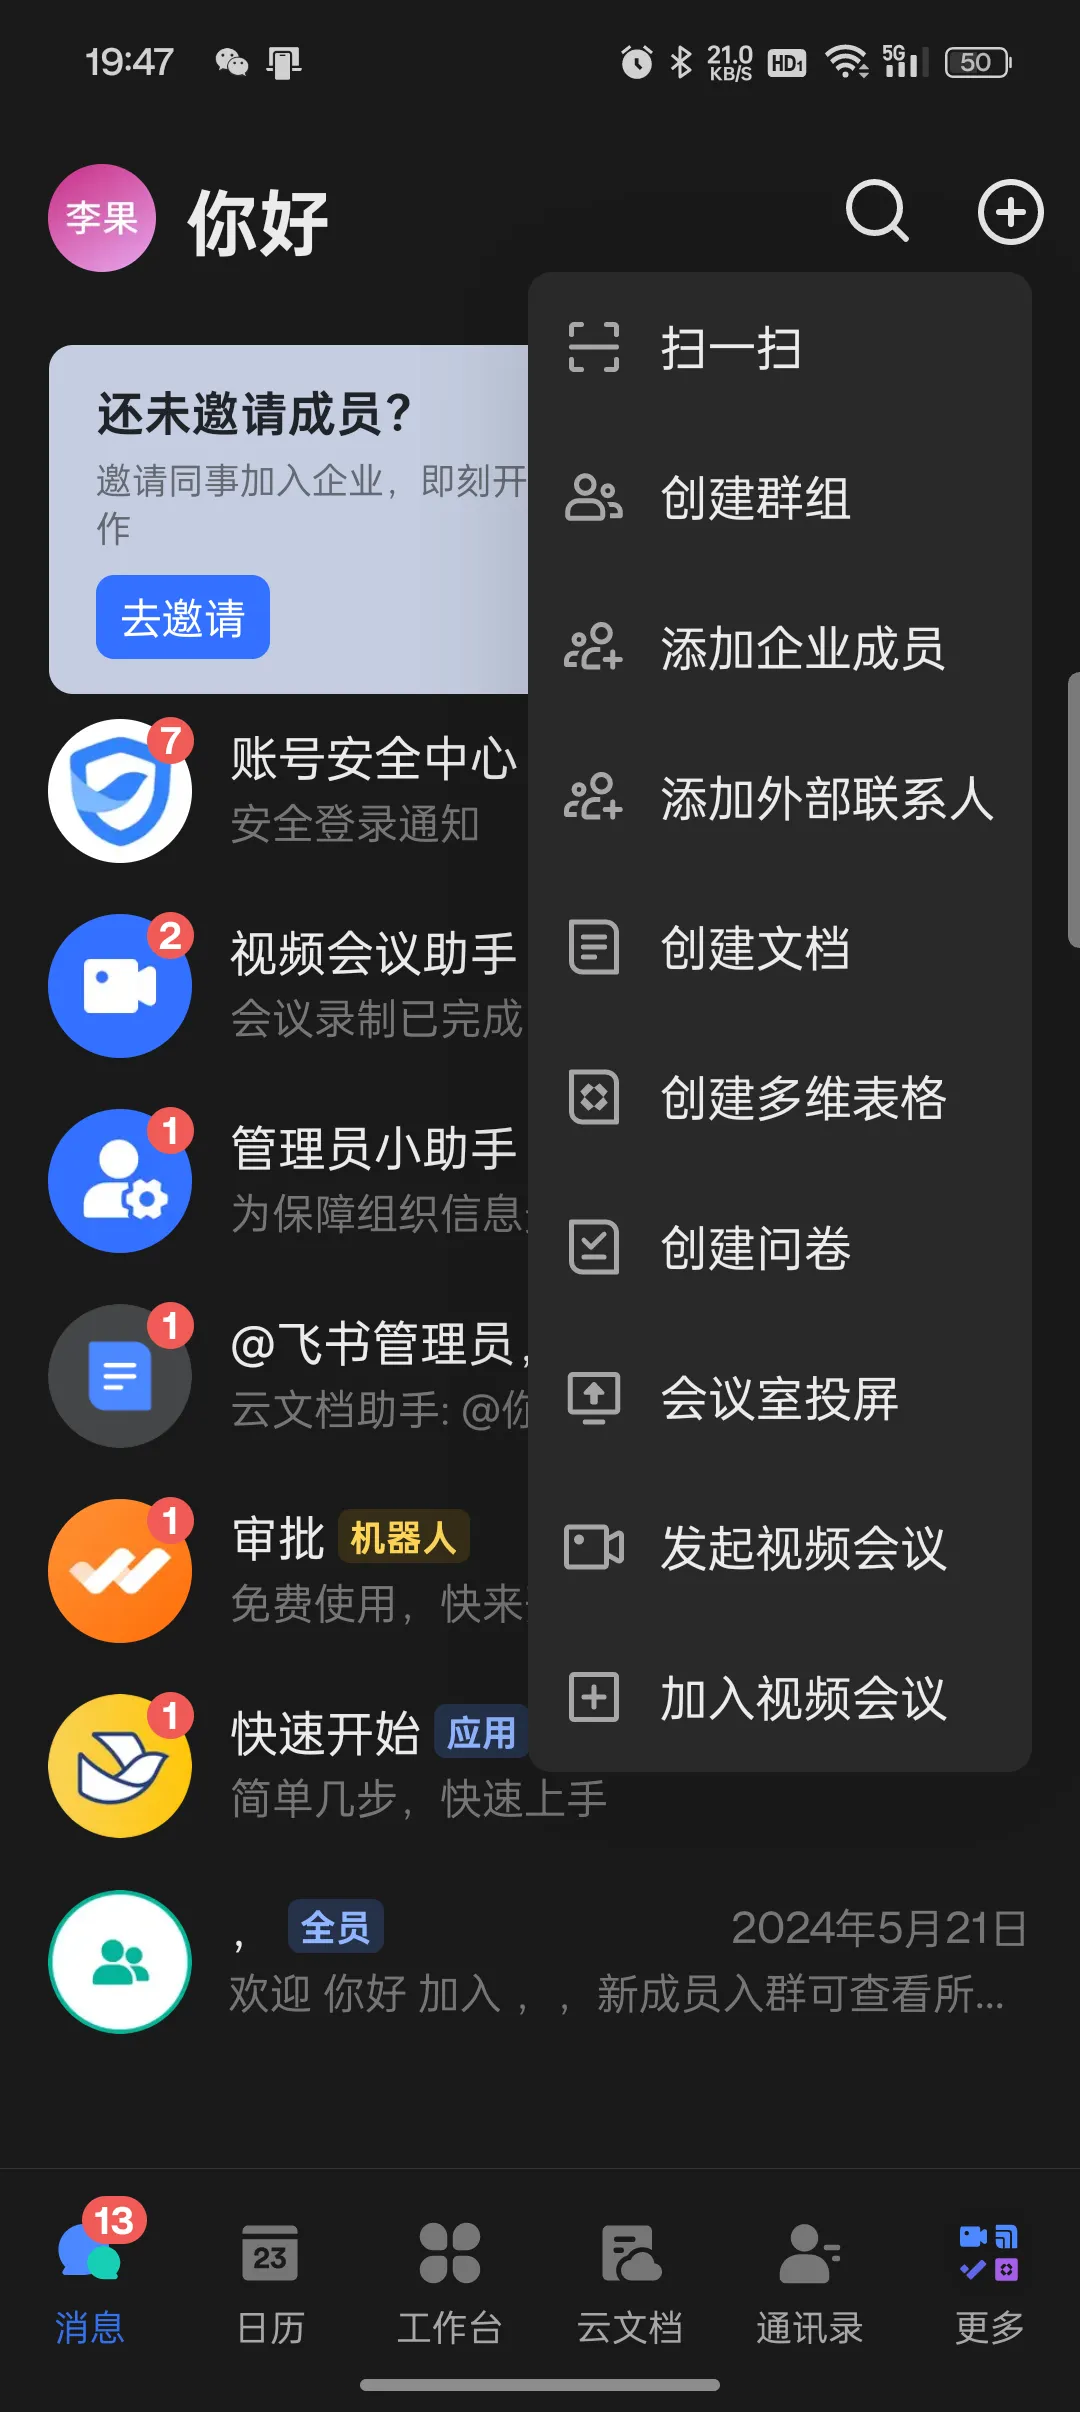 19:47
21.0 KB/S HD1 5G 50
李果 你好
还未邀请成员？
邀请同事加入企业，即刻开
作
去邀请
扫一扫
创建群组
添加企业成员
添加外部联系人
创建文档
创建多维表格
创建问卷
会议室投屏
发起视频会议
加入视频会议
7
账号安全中心
安全登录通知
2
视频会议助手
会议录制已完成
1
管理员小助手
为保障组织信息
1
@飞书管理员，
云文档助手: @你
1
审批 机器人
免费使用，快来
1
快速开始 应用
简单几步，快速上手
， 全员 2024年5月21日
欢迎 你好 加入 ，，新成员入群可查看所...
13
23
消息 日历 工作台 云文档 通讯录 更多